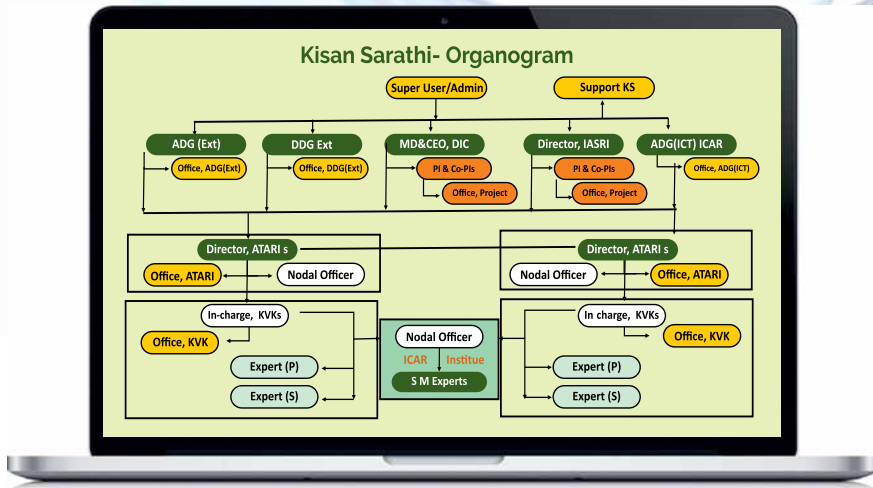 Kisan Sarathi- Organogram
Super User/Admin
Support KS
ADG (Ext)
DDG Ext
MD&CEO, DIC
Director, IASRI
ADG(ICT) ICAR
Office, ADG(Ext)
Office, DDG(Ext)
PI & Co-PIs
PI & Co-PIs
Office, ADG(ICT)
Office, Project
Office, Project
Director, ATARI s
Director, ATARI s
Office, ATARI
Nodal Officer
Nodal Officer
Office, ATARI
In-charge, KVKs
In charge, KVKs
Office, KVK
Nodal Officer
Office, KVK
ICAR Institue
Expert (P)
Expert (P)
S M Experts
Expert (S)
Expert (S)